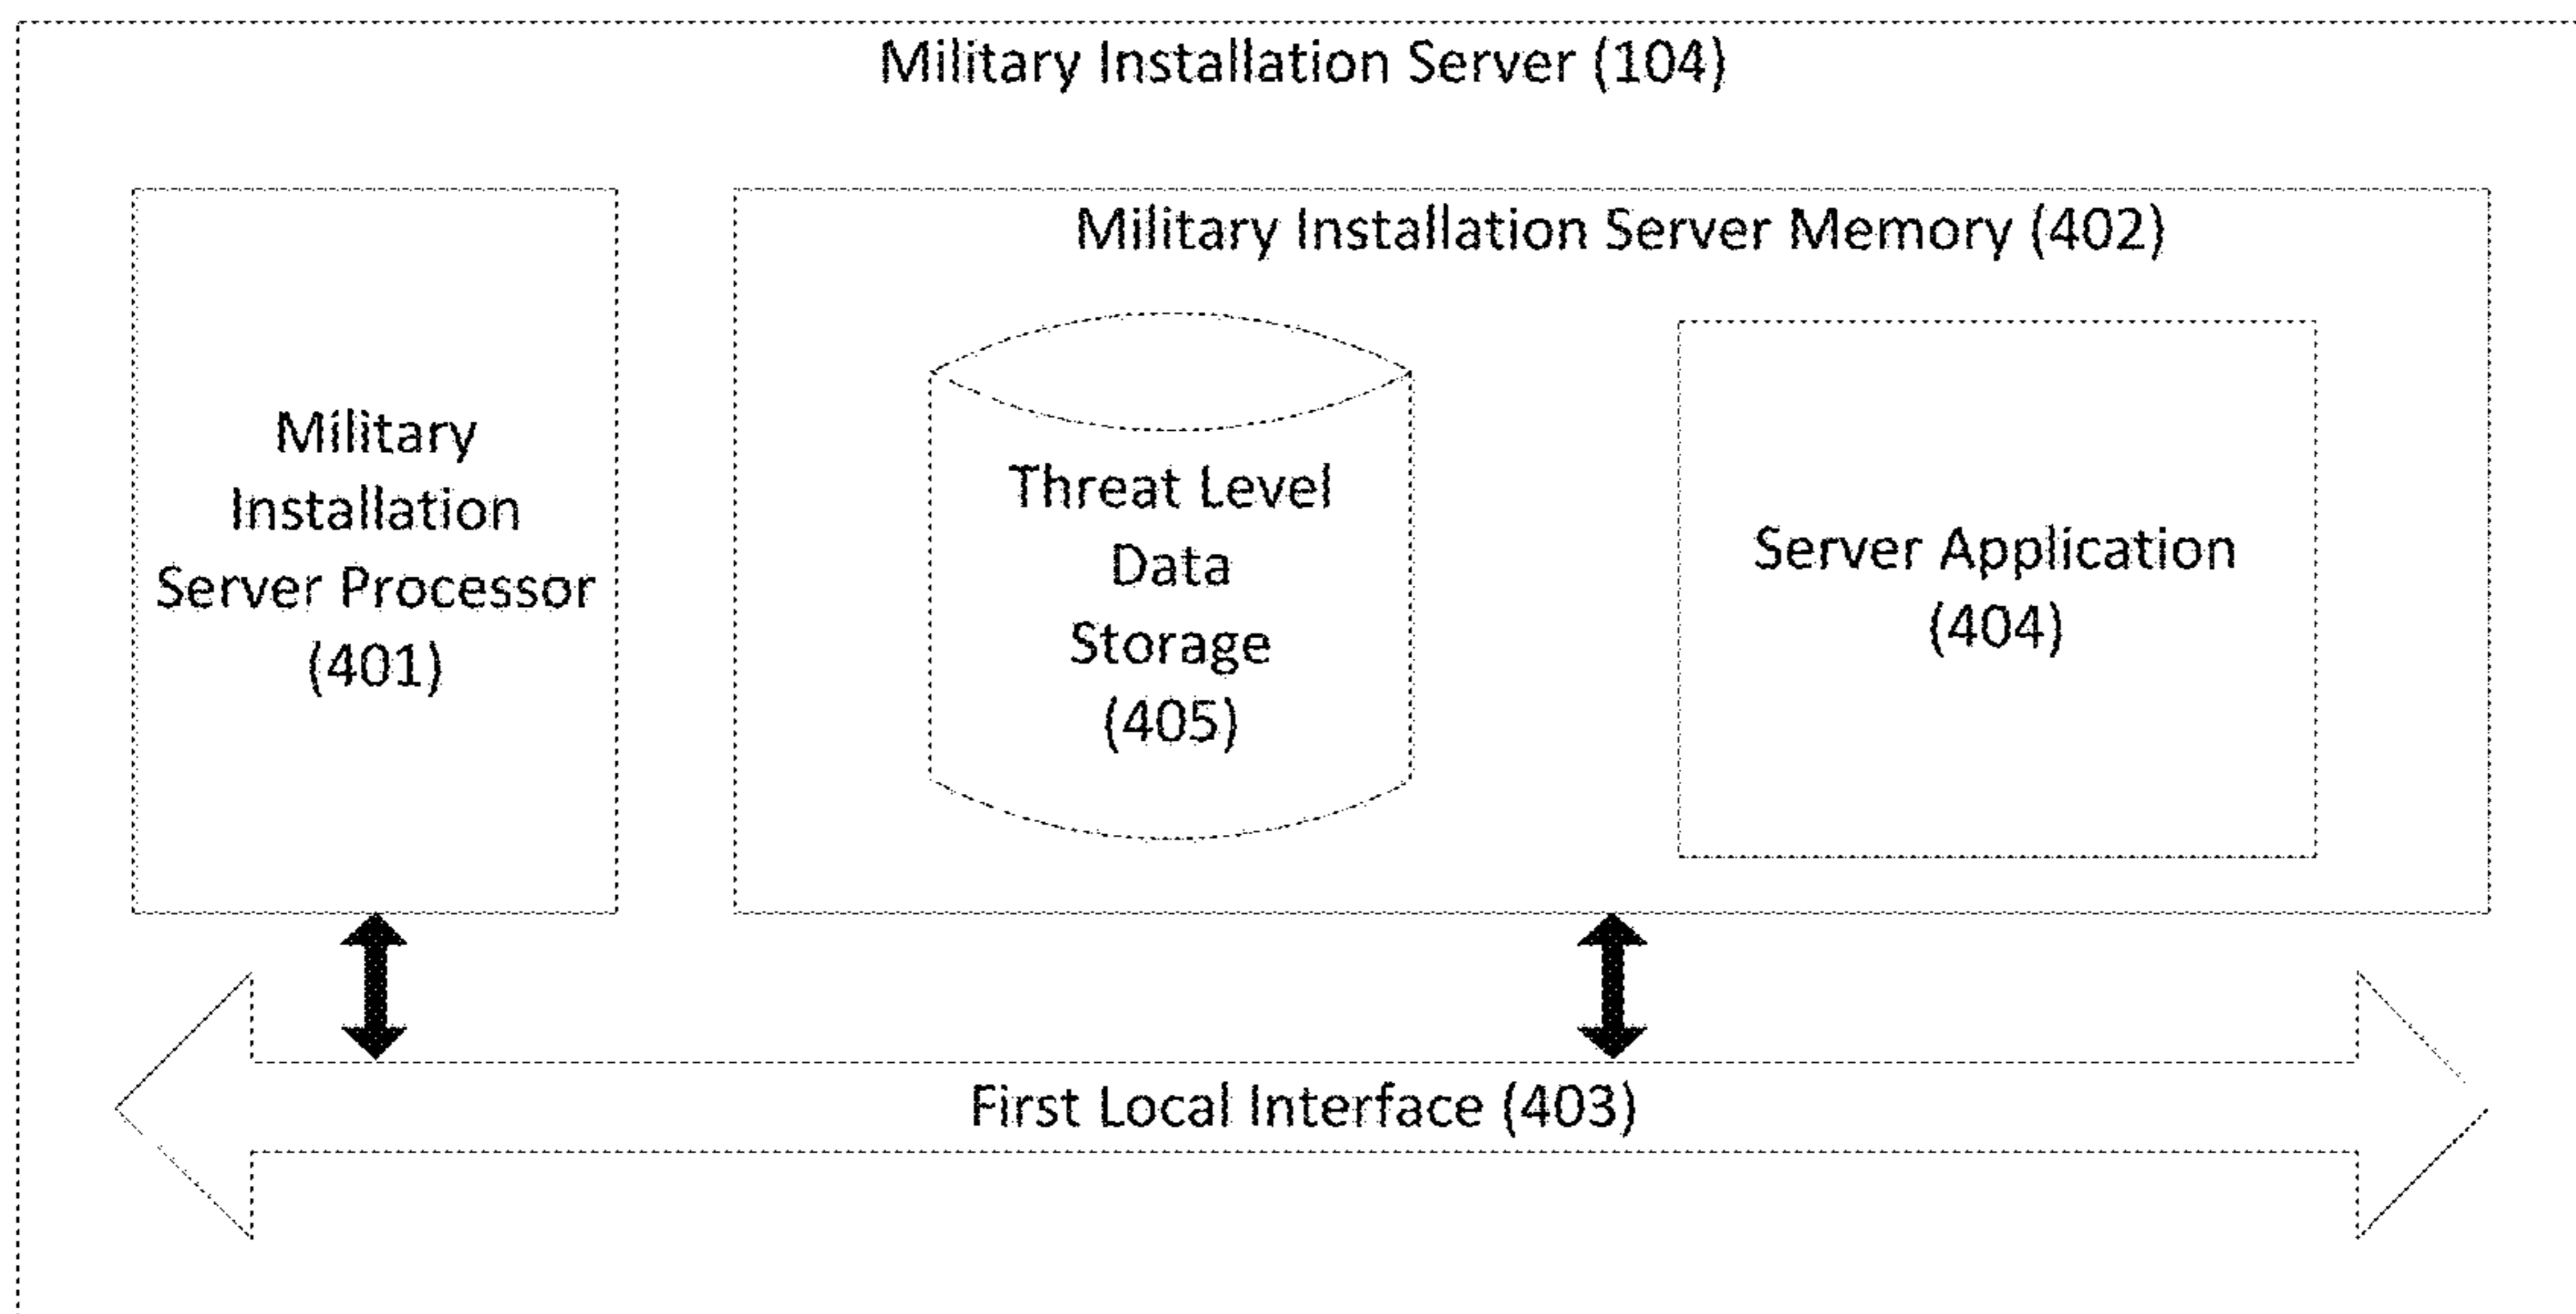 Military Installation Server (104)
Military
Installation
Server Processor
(401)
Military Installation Server Memory (402)
Threat Level
Data
Storage
(405)
Server Application
(404)
First Local Interface (403)